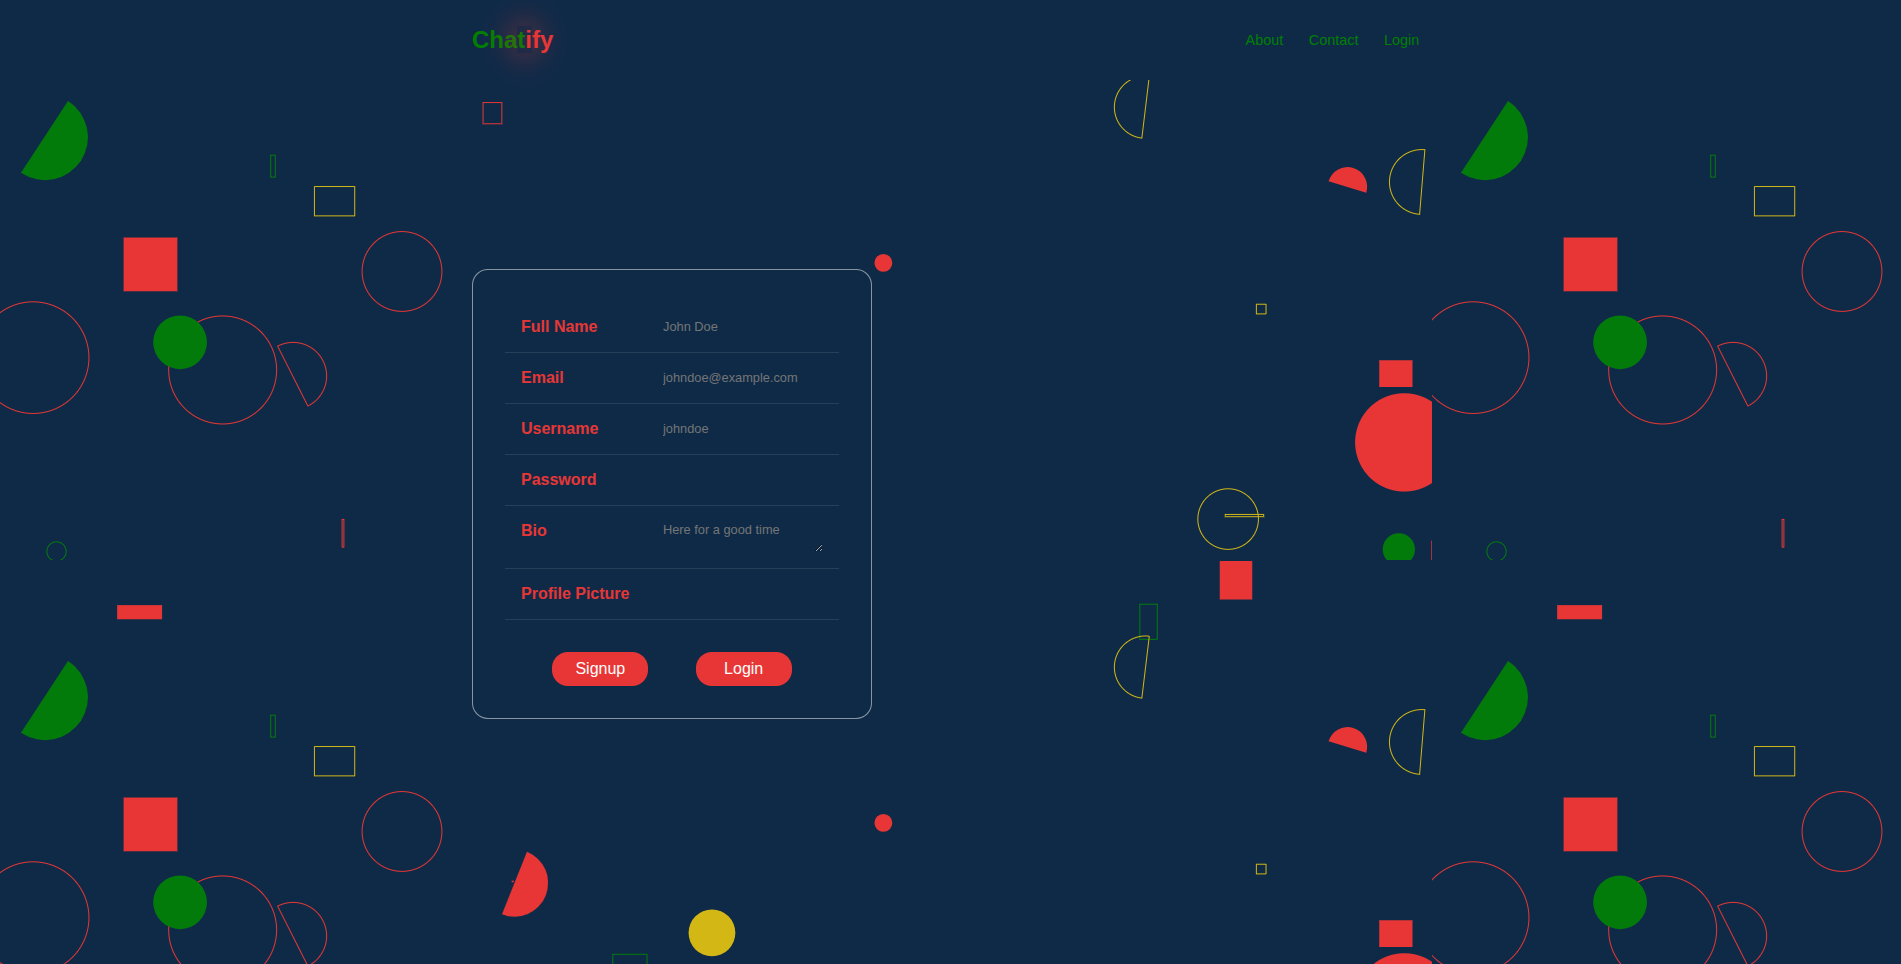 Chatify
About Contact Login
Full Name John Doe
Email johndoe@example.com
Username johndoe
Password
Bio Here for a good time
Profile Picture
Signup Login